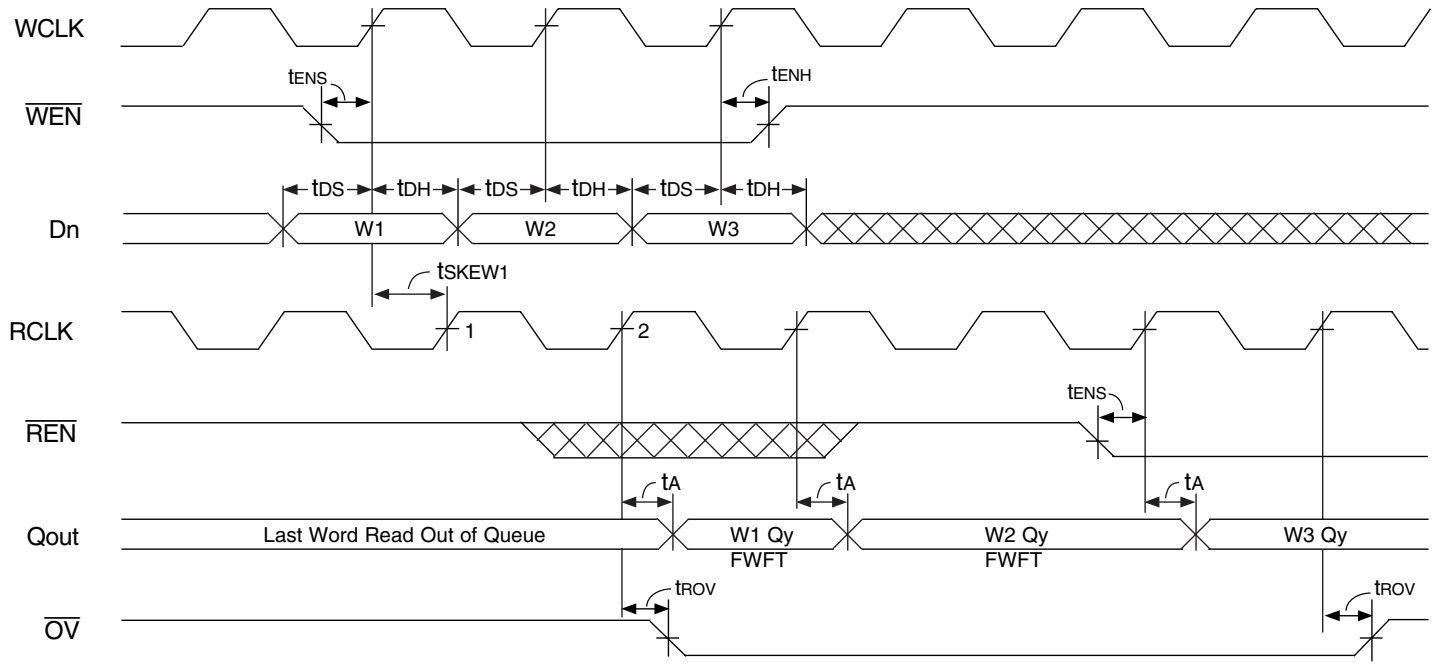 WCLK
tENS
tENH
WEN
tDS tDH tDS tDH tDS tDH
Dn W1 W2 W3
tSKEW1
RCLK 1 2
tENS
REN
tA tA tA
Qout Last Word Read Out of Queue W1 Qy W2 Qy W3 Qy
FWFT FWFT
tROV tROV
OV